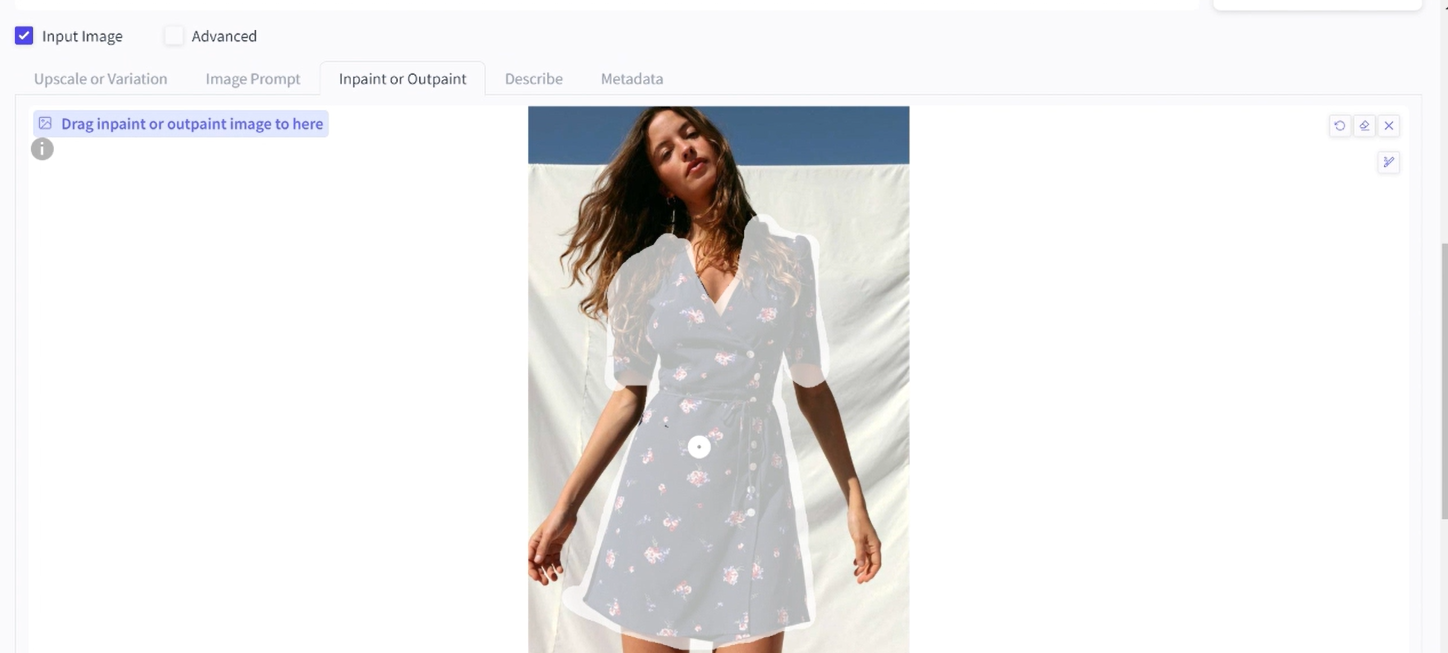 Input Image
Advanced
Upscale or Variation
Image Prompt
Inpaint or Outpaint
Describe
Metadata
Drag inpaint or outpaint image to here
i